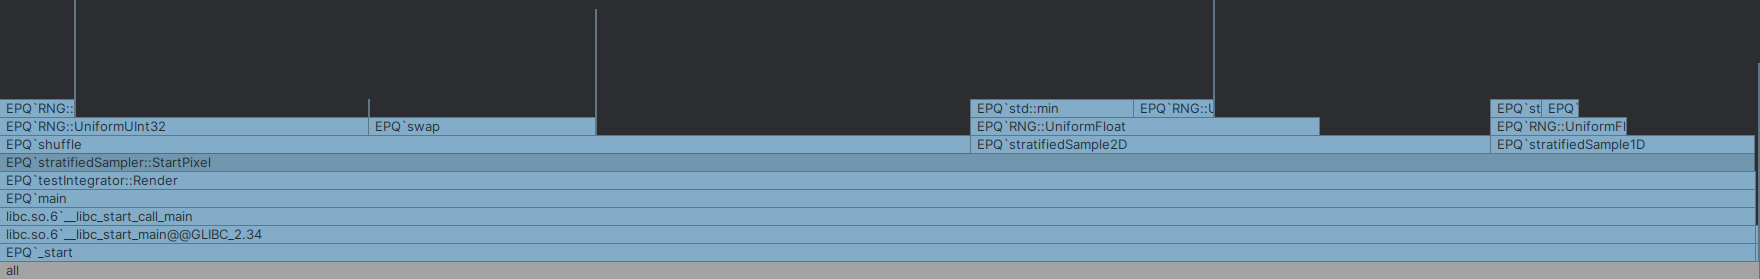 EPQ`RNG:: EPQ`std::min EPQ`RNG::U EPQ`st EPQ`
EPQ`RNG::UniformUInt32 EPQ`swap EPQ`RNG::UniformFloat EPQ`RNG::UniformFl
EPQ`shuffle EPQ`stratifiedSample2D EPQ`stratifiedSample1D
EPQ`stratifiedSampler::StartPixel
EPQ`testIntegrator::Render
EPQ`main
libc.so.6`__libc_start_call_main
libc.so.6`__libc_start_main@@GLIBC_2.34
EPQ`_start
all